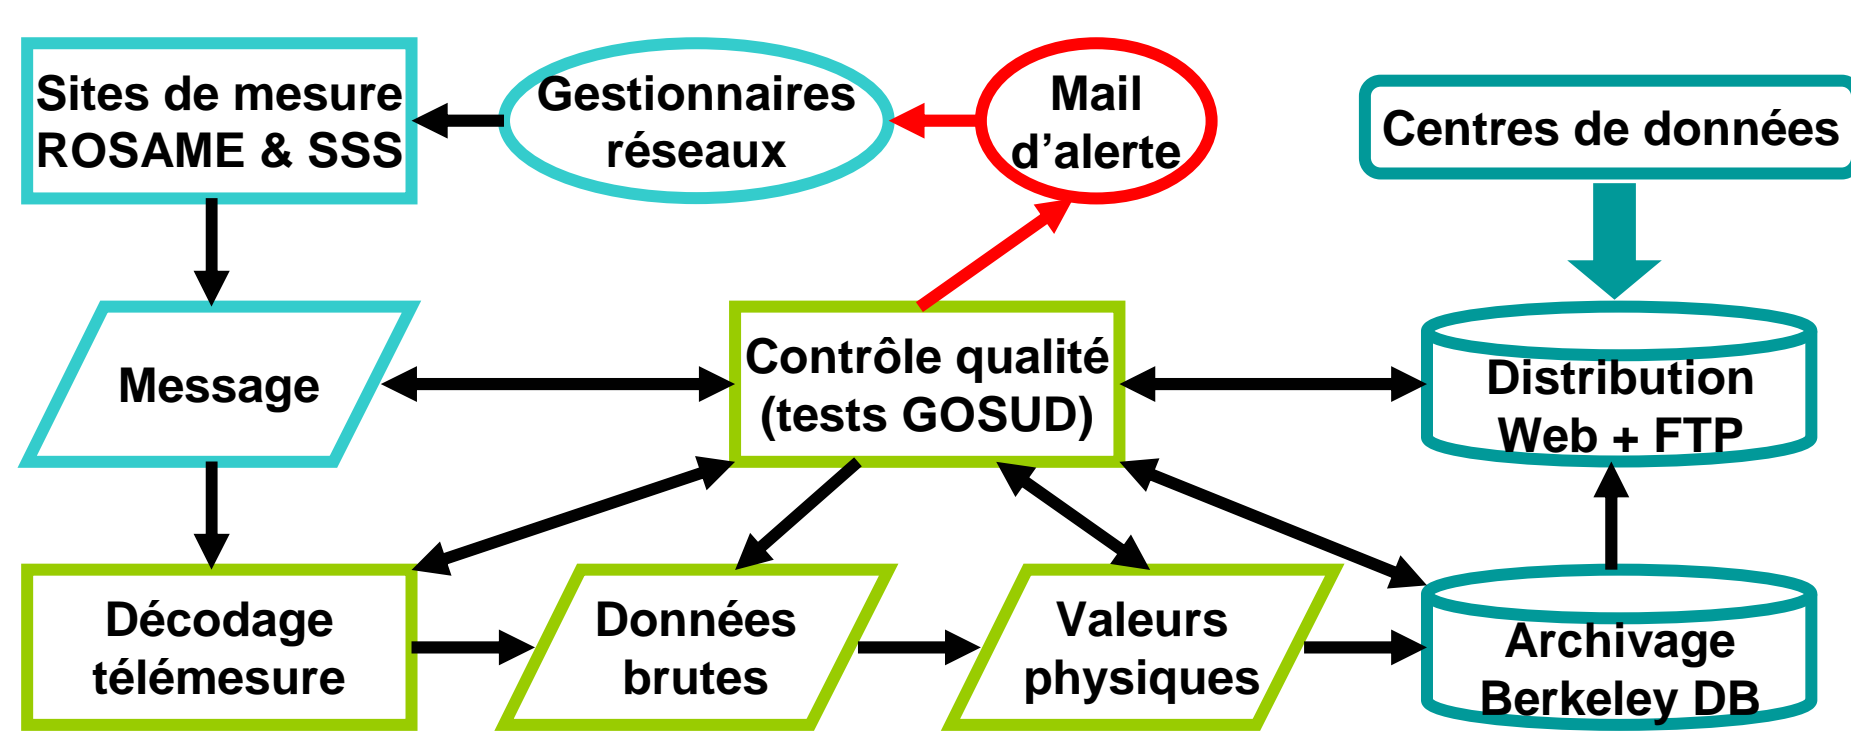 Sites de mesure
ROSAME & SSS
Gestionnaires
réseaux
Mail
d’alerte
Centres de données
Message
Contrôle qualité
(tests GOSUD)
Distribution
Web + FTP
Décodage
télémesure
Données
brutes
Valeurs
physiques
Archivage
Berkeley DB